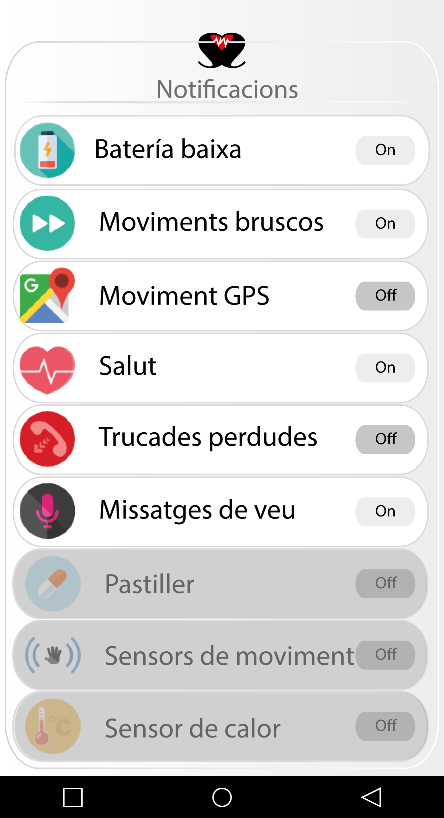 Notificacions
Batería baixa On
Moviments bruscos On
G
Moviment GPS Off
Salut On
Trucades perdudes Off
Missatges de veu On
Pastiller Off
Sensors de moviment Off
°C
Sensor de calor Off